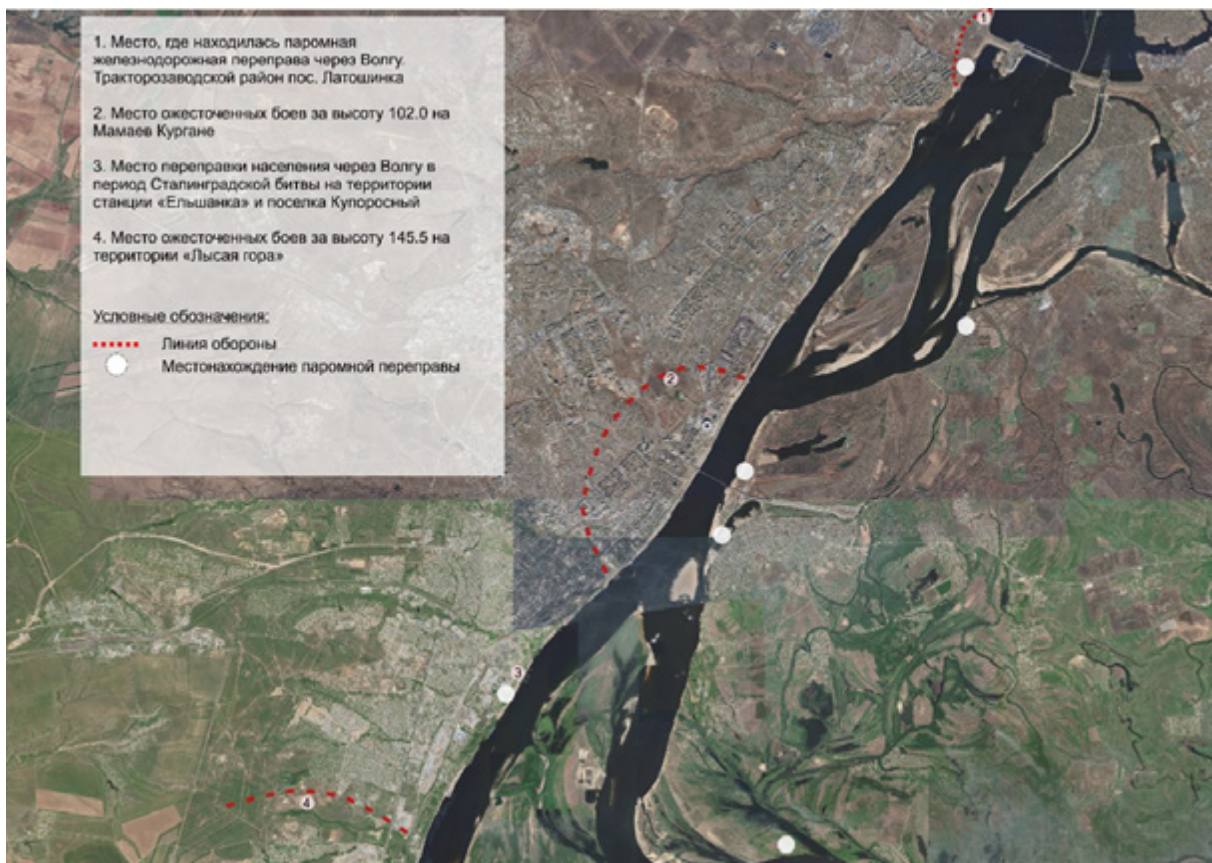 1. Место, где находилась паромная
железнодорожная переправа через Волгу.
Тракторозаводской район пос. Латошинка
2. Место ожесточенных боев за высоту 102.0 на
Мамаев Кургане
3. Место переправки населения через Волгу в
период Сталинградской битвы на территории
станции «Ельшанка» и поселка Купоросный
4. Место ожесточенных боев за высоту 145.5 на
территории «Лысая гора»
Условные обозначения:
Линия обороны
Местонахождение паромной переправы
1
2
3
4